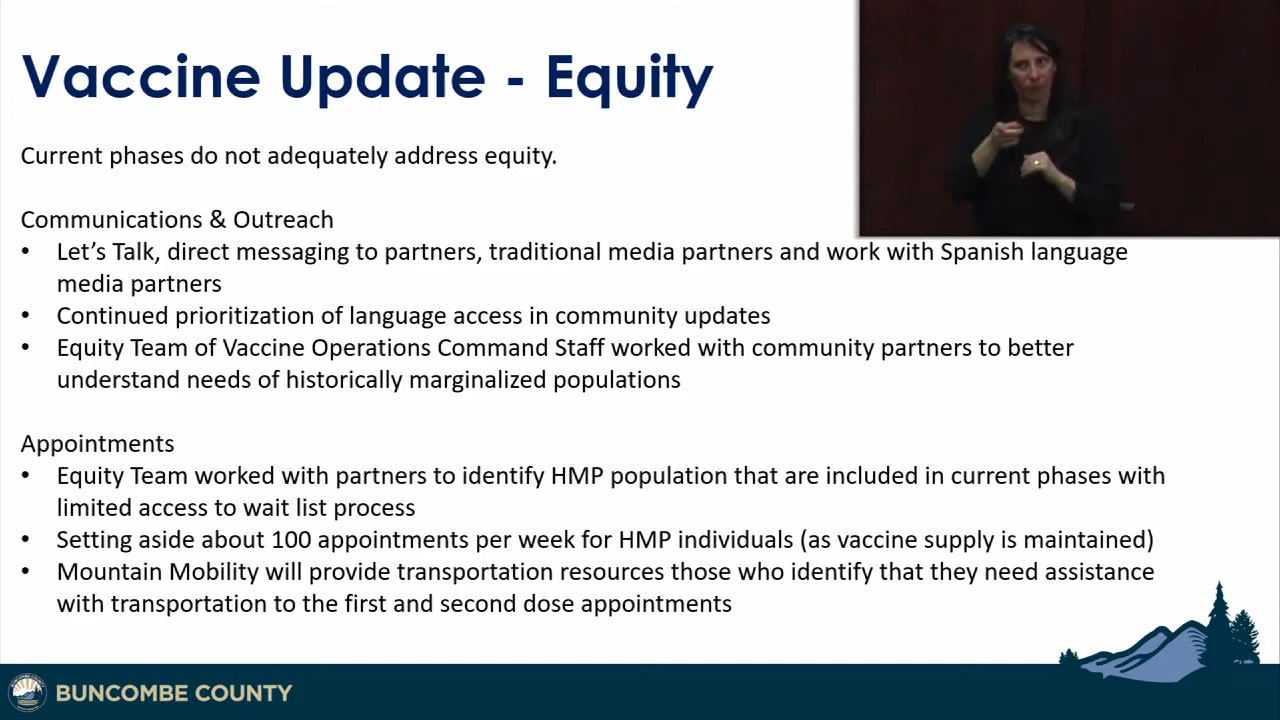 Vaccine Update - Equity
Current phases do not adequately address equity.
Communications & Outreach
• Let's Talk, direct messaging to partners, traditional media partners and work with Spanish language
media partners
• Continued prioritization of language access in community updates
• Equity Team of Vaccine Operations Command Staff worked with community partners to better
understand needs of historically marginalized populations
Appointments
• Equity Team worked with partners to identify HMP population that are included in current phases with
limited access to wait list process
• Setting aside about 100 appointments per week for HMP individuals (as vaccine supply is maintained)
• Mountain Mobility will provide transportation resources those who identify that they need assistance
with transportation to the first and second dose appointments
BUNCOMBE COUNTY